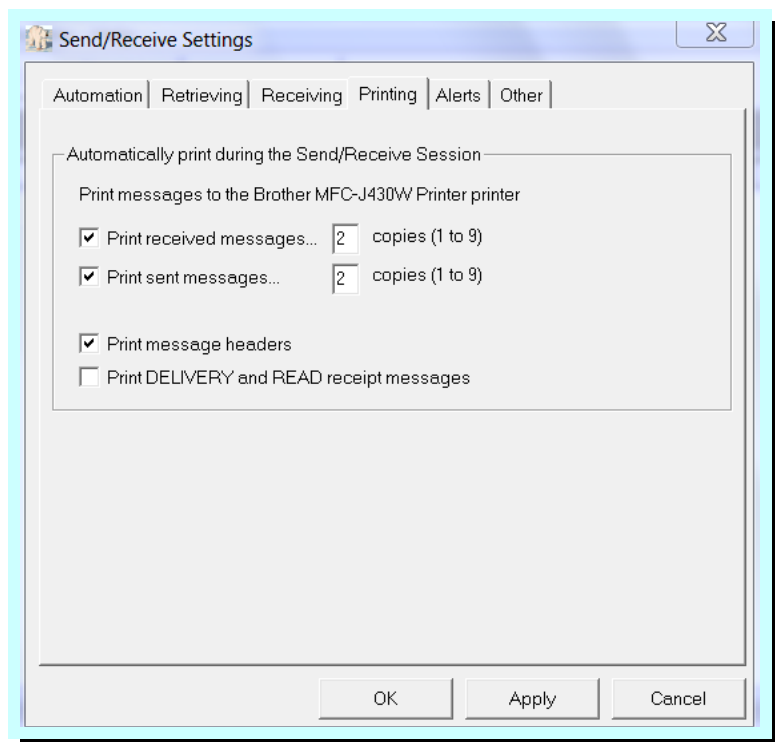 Send/Receive Settings
Automation Retrieving Receiving Printing Alerts Other
Automatically print during the Send/Receive Session
Print messages to the Brother MFC-J430W Printer printer
Print received messages... 2 copies (1 to 9)
Print sent messages... 2 copies (1 to 9)
Print message headers
Print DELIVERY and READ receipt messages
OK Apply Cancel